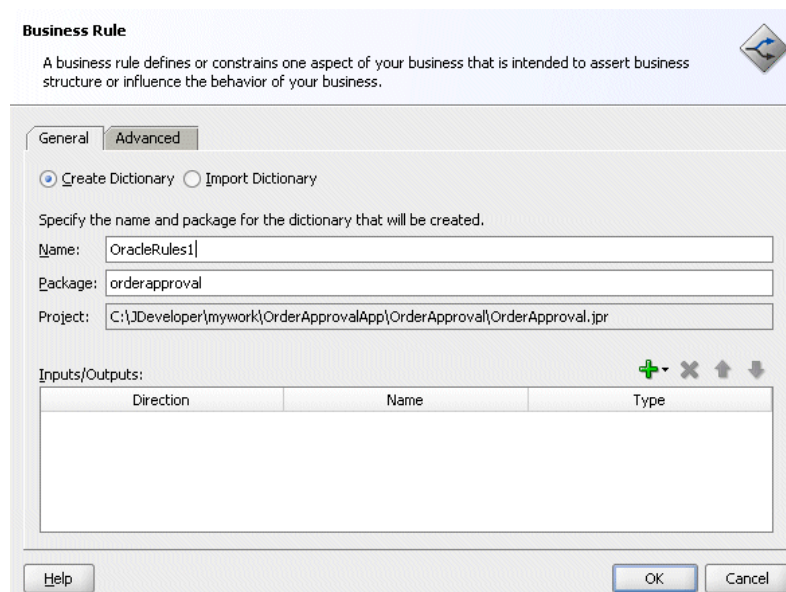 Business Rule
A business rule defines or constrains one aspect of your business that is intended to assert business
structure or influence the behavior of your business.
General Advanced
Create Dictionary Import Dictionary
Specify the name and package for the dictionary that will be created.
Name: OracleRules1
Package: orderapproval
Project: C:\JDeveloper\mywork\OrderApprovalApp\OrderApproval\OrderApproval.jpr
Inputs/Outputs:
Direction Name Type
Help OK Cancel